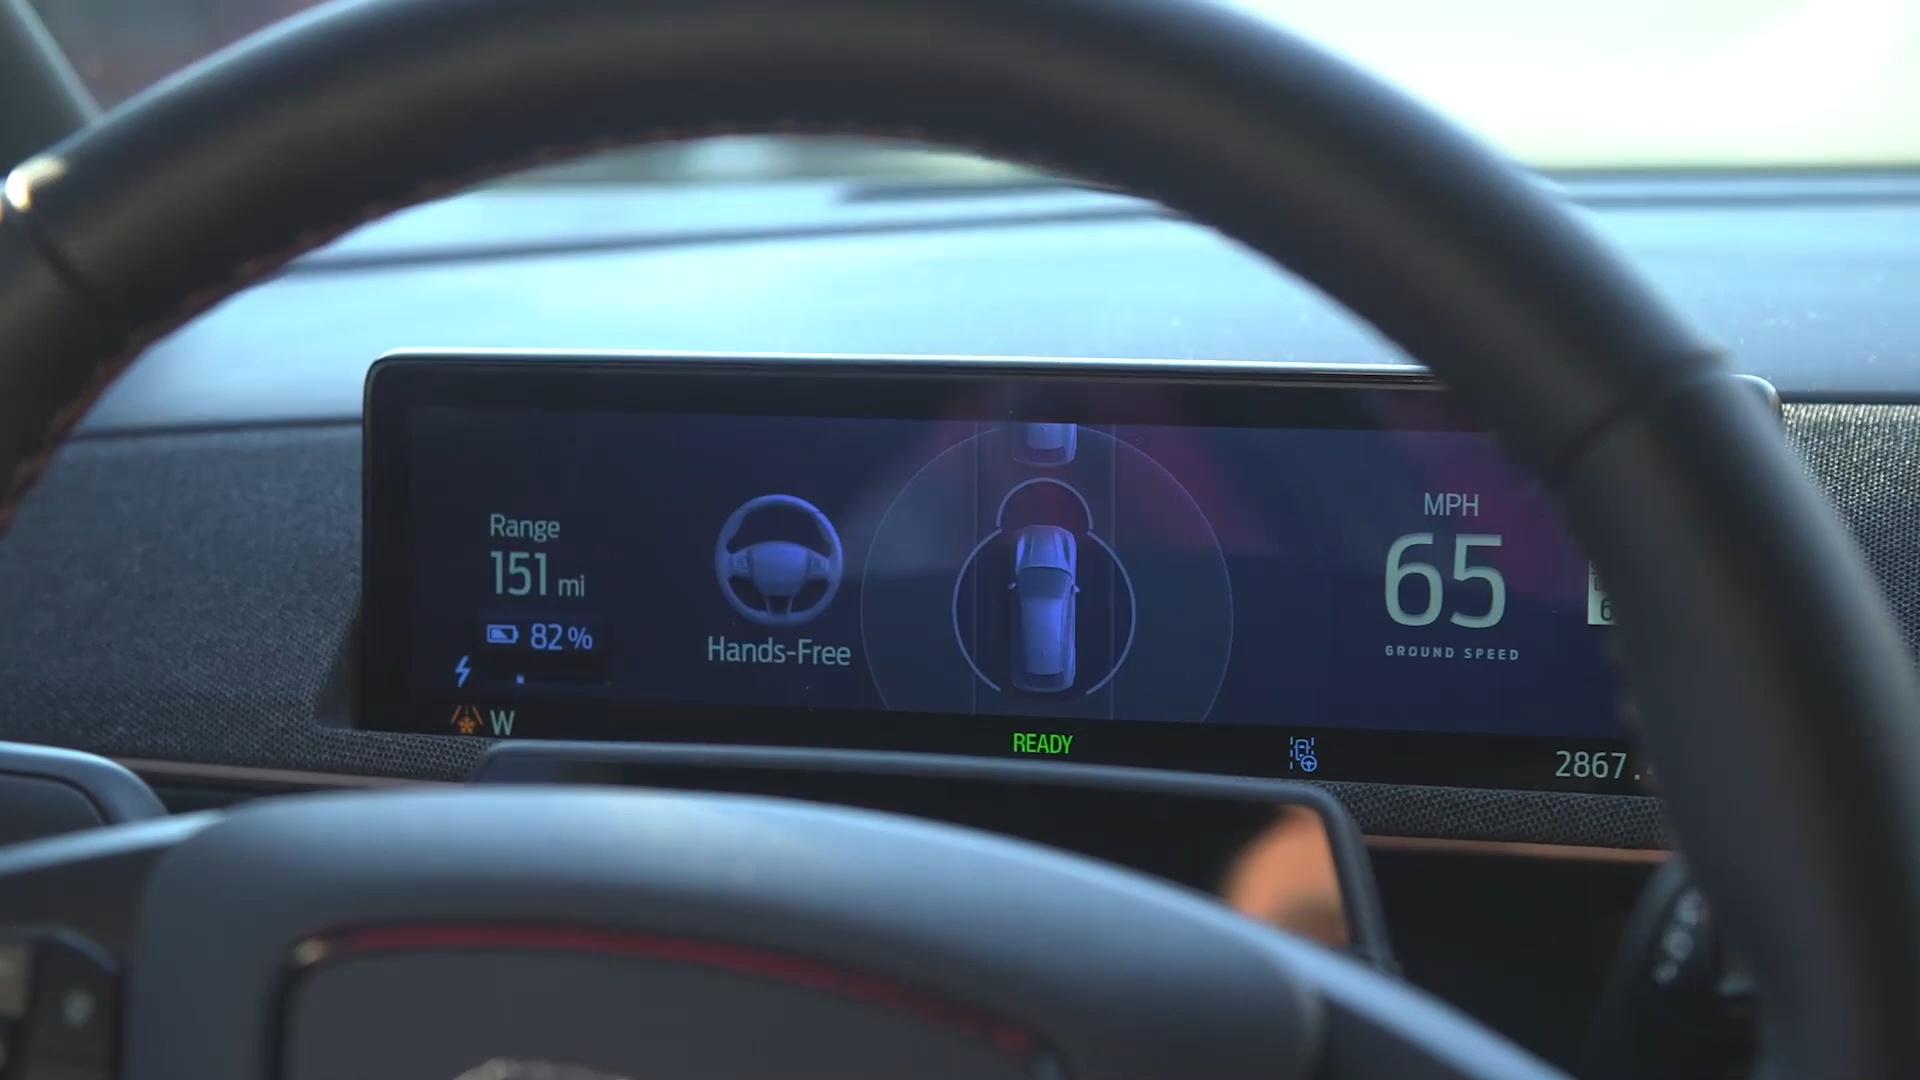 Range
151 mi
82%
W
Hands-Free
READY
MPH
65
GROUND SPEED
2867.